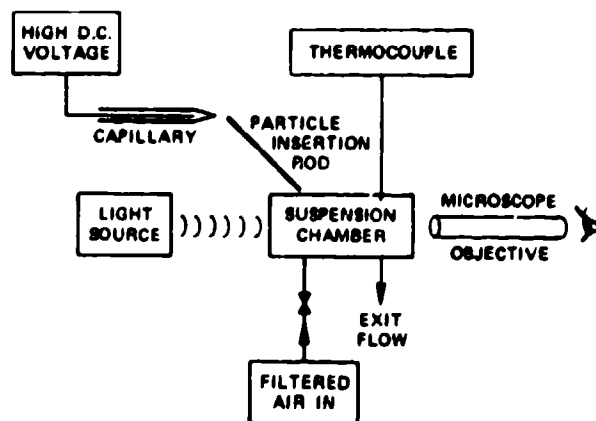 HIGH D.C.
VOLTAGE
THERMOCOUPLE
CAPILLARY
PARTICLE
INSERTION
ROD
LIGHT
SOURCE
SUSPENSION
CHAMBER
MICROSCOPE
OBJECTIVE
EXIT
FLOW
FILTERED
AIR IN